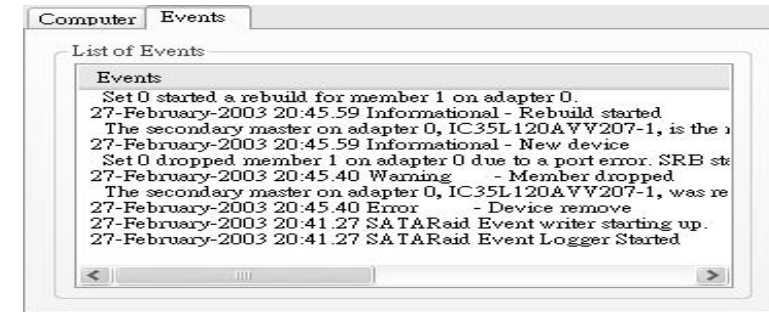 Computer Events
List of Events
Events
Set 0 started a rebuild for member 1 on adapter 0.
27-February-2003 20:45.59 Informational - Rebuild started
The secondary master on adapter 0, IC35L120AVV207-1, is the
27-February-2003 20:45.59 Informational - New device
Set 0 dropped member 1 on adapter 0 due to a port error. SRB
27-February-2003 20:45.40 Warning - Member dropped
The secondary master on adapter 0, IC35L120AVV207-1, was re
27-February-2003 20:45.40 Error - Device remove
27-February-2003 20:41.27 SATARaid Event writer starting up.
27-February-2003 20:41.27 SATARaid Event Logger Started